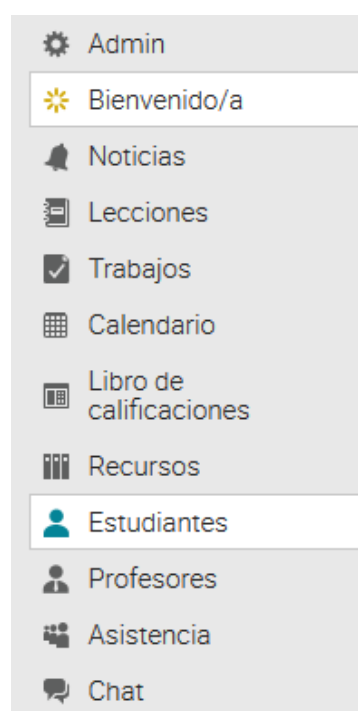 Admin
Bienvenido/a
Noticias
Lecciones
Trabajos
Calendario
Libro de
calificaciones
Recursos
Estudiantes
Profesores
Asistencia
Chat